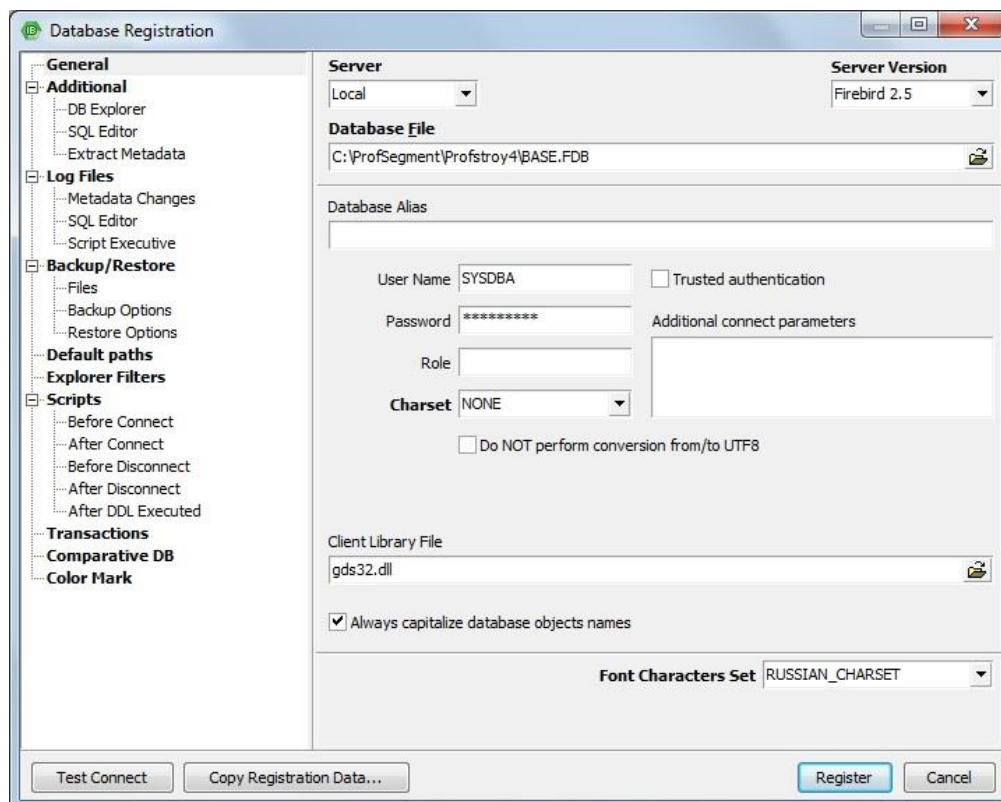 Database Registration
General
Additional
DB Explorer
SQL Editor
Extract Metadata
Log Files
Metadata Changes
SQL Editor
Script Executive
Backup/Restore
Files
Backup Options
Restore Options
Default paths
Explorer Filters
Scripts
Before Connect
After Connect
Before Disconnect
After Disconnect
After DDL Executed
Transactions
Comparative DB
Color Mark
Server
Server Version
Local
Firebird 2.5
Database File
C:\ProfSegment\Profstroy4\BASE.FDB
Database Alias
User Name SYSDBA
Trusted authentication
Password *********
Additional connect parameters
Role
Charset NONE
Do NOT perform conversion from/to UTF8
Client Library File
gds32.dll
Always capitalize database objects names
Font Characters Set RUSSIAN_CHARSET
Test Connect
Copy Registration Data...
Register
Cancel